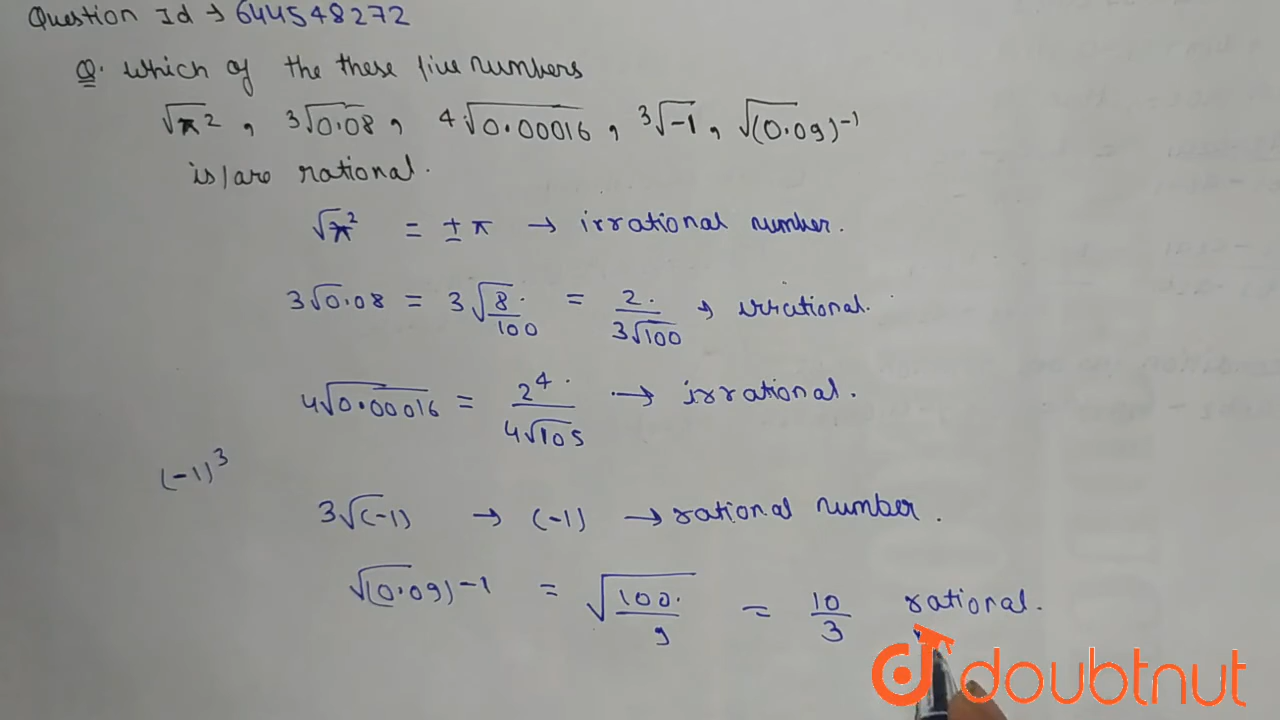 Question Id → 644548272
Q. which of the these five numbers
√π², ³√0.08, ⁴√0.00016, ³√-1, √(0.09)⁻¹
is/are rational.
√π² = ±π → irrational number.
3√0.08 = 3√8/100 = 2/3√100 → irrational.
4√0.00016 = 2⁴/4√10⁵ → irrational.
(-1)³
3√(-1) → (-1) → rational number.
√(0.09)⁻¹ = √100/9 = 10/3 rational.
doubtnut